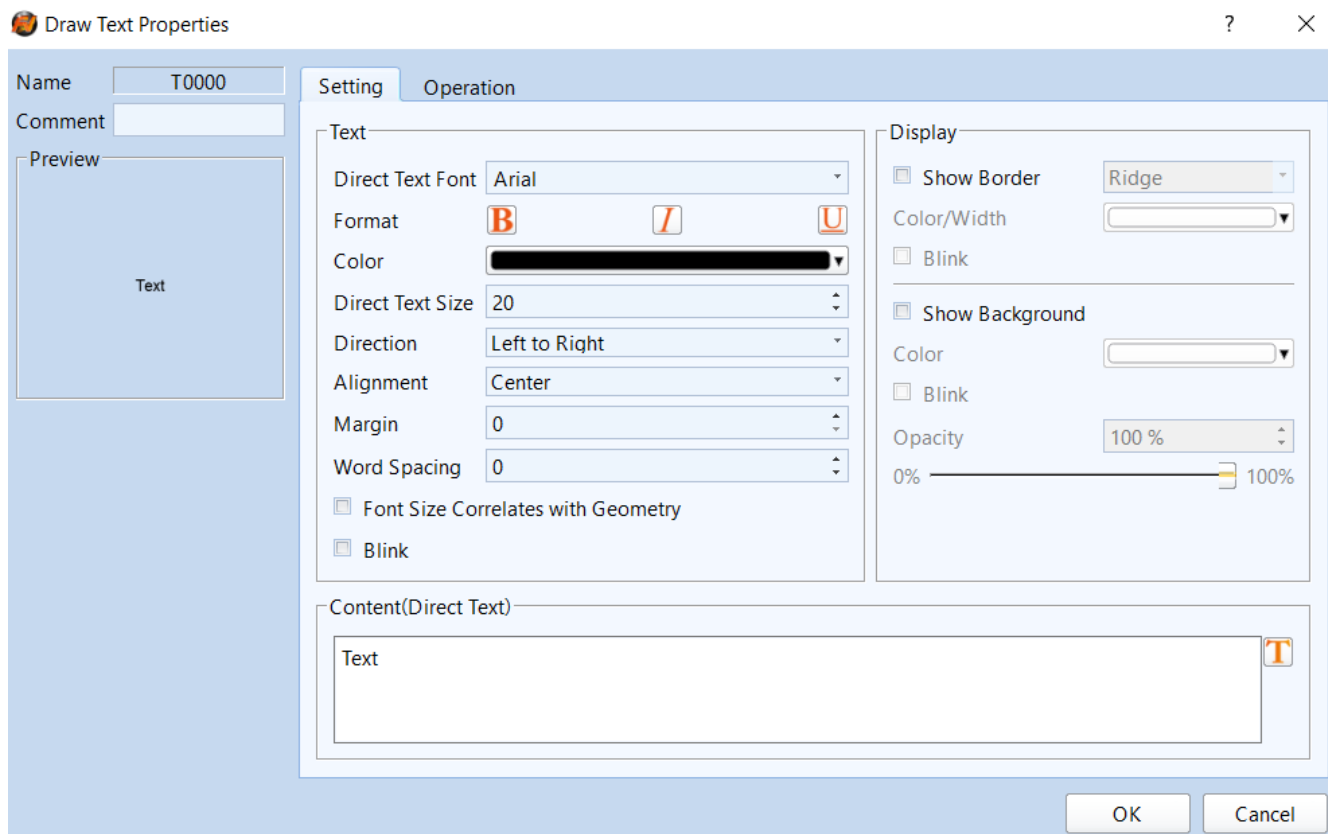 Draw Text Properties
?
Name T0000
Comment
Preview
Text
Setting Operation
Text
Direct Text Font Arial
Format B I U
Color
Direct Text Size 20
Direction Left to Right
Alignment Center
Margin 0
Word Spacing 0
Font Size Correlates with Geometry
Blink
Display
Show Border Ridge
Color/Width
Blink
Show Background
Color
Blink
Opacity 100 %
0% 100%
Content(Direct Text)
Text
T
OK Cancel